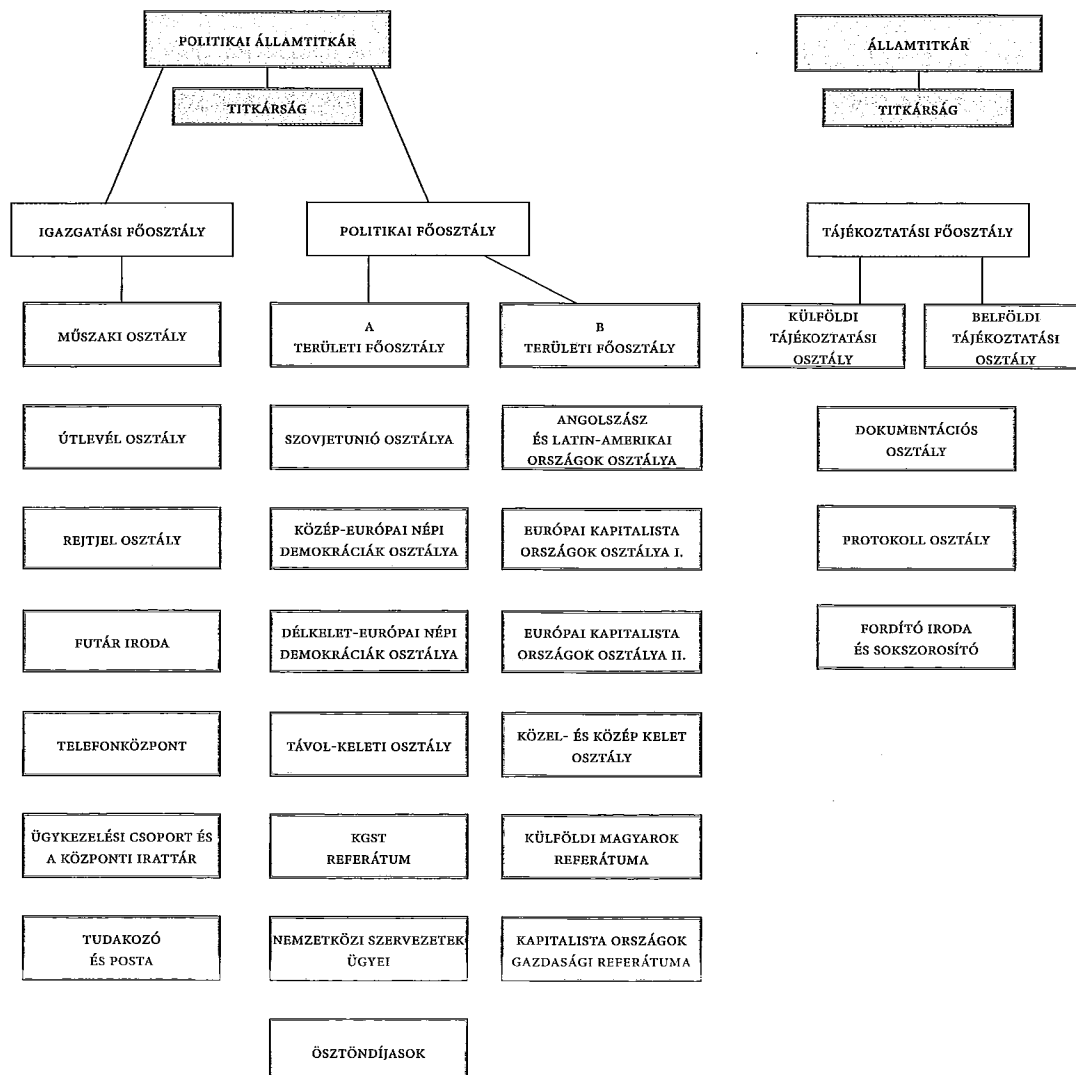 POLITIKAI ÁLLAMTITKÁR
TITKÁRSÁG
ÁLLAMTITKÁR
TITKÁRSÁG
IGAZGATÁSI FŐOSZTÁLY
POLITIKAI FŐOSZTÁLY
TÁJÉKOZTATÁSI FŐOSZTÁLY
MŰSZAKI OSZTÁLY
A
TERÜLETI FŐOSZTÁLY
B
TERÜLETI FŐOSZTÁLY
KÜLFÖLDI
TÁJÉKOZTATÁSI
OSZTÁLY
BELFÖLDI
TÁJÉKOZTATÁSI
OSZTÁLY
ÚTLEVÉL OSZTÁLY
SZOVJETUNIÓ OSZTÁLYA
ANGOLSZÁSZ
ÉS LATIN-AMERIKAI
ORSZÁGOK OSZTÁLYA
DOKUMENTÁCIÓS
OSZTÁLY
REJTJEL OSZTÁLY
KÖZÉP-EURÓPAI NÉPI
DEMOKRÁCIÁK OSZTÁLYA
EURÓPAI KAPITALISTA
ORSZÁGOK OSZTÁLYA I.
PROTOKOLL OSZTÁLY
FUTÁR IRODA
DÉLKELET-EURÓPAI NÉPI
DEMOKRÁCIÁK OSZTÁLYA
EURÓPAI KAPITALISTA
ORSZÁGOK OSZTÁLYA II.
FORDÍTÓ IRODA
ÉS SOKSZOROSÍTÓ
TELEFONKÖZPONT
TÁVOL-KELETI OSZTÁLY
KÖZEL- ÉS KÖZÉP KELET
OSZTÁLY
ÜGYKEZELÉSI CSOPORT ÉS
A KÖZPONTI IRATTÁR
KGST
REFERÁTUM
KÜLFÖLDI MAGYAROK
REFERÁTUMA
TUDAKOZÓ
ÉS POSTA
NEMZETKÖZI SZERVEZETEK
ÜGYEI
KAPITALISTA ORSZÁGOK
GAZDASÁGI REFERÁTUMA
ÖSZTÖNDÍJASOK